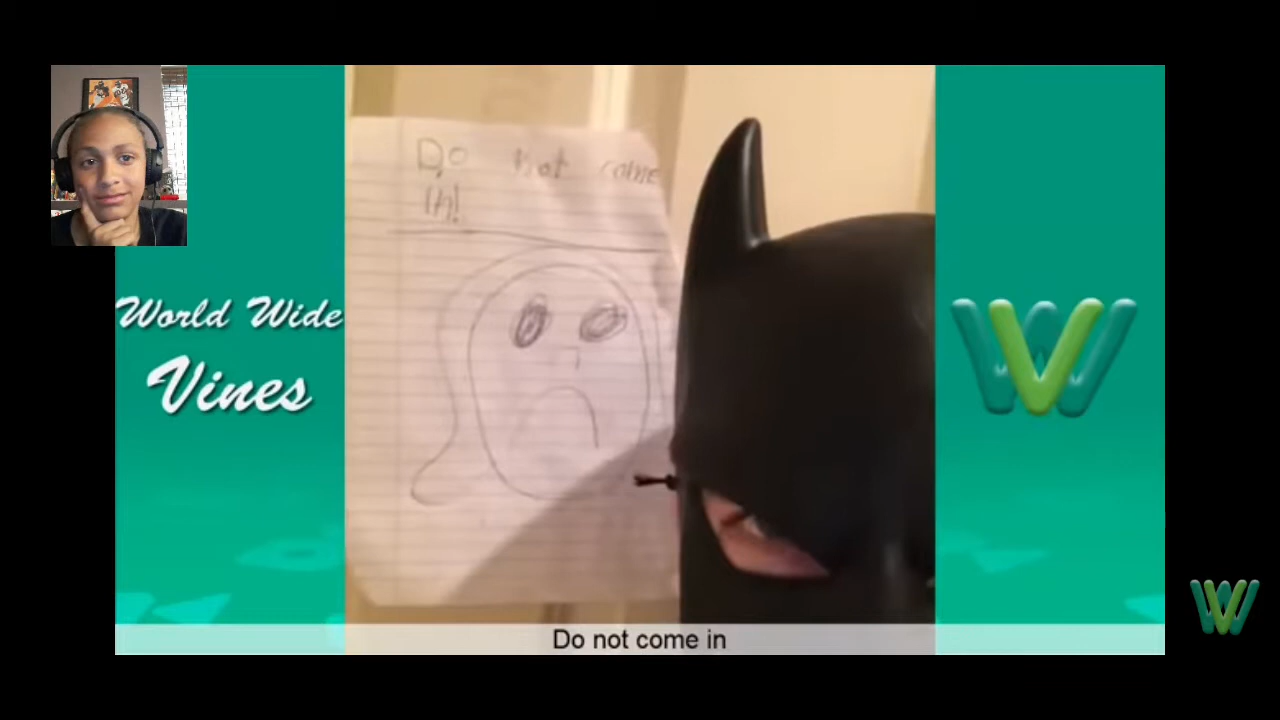 Do not come
in!
World Wide
Vines
Do not come in